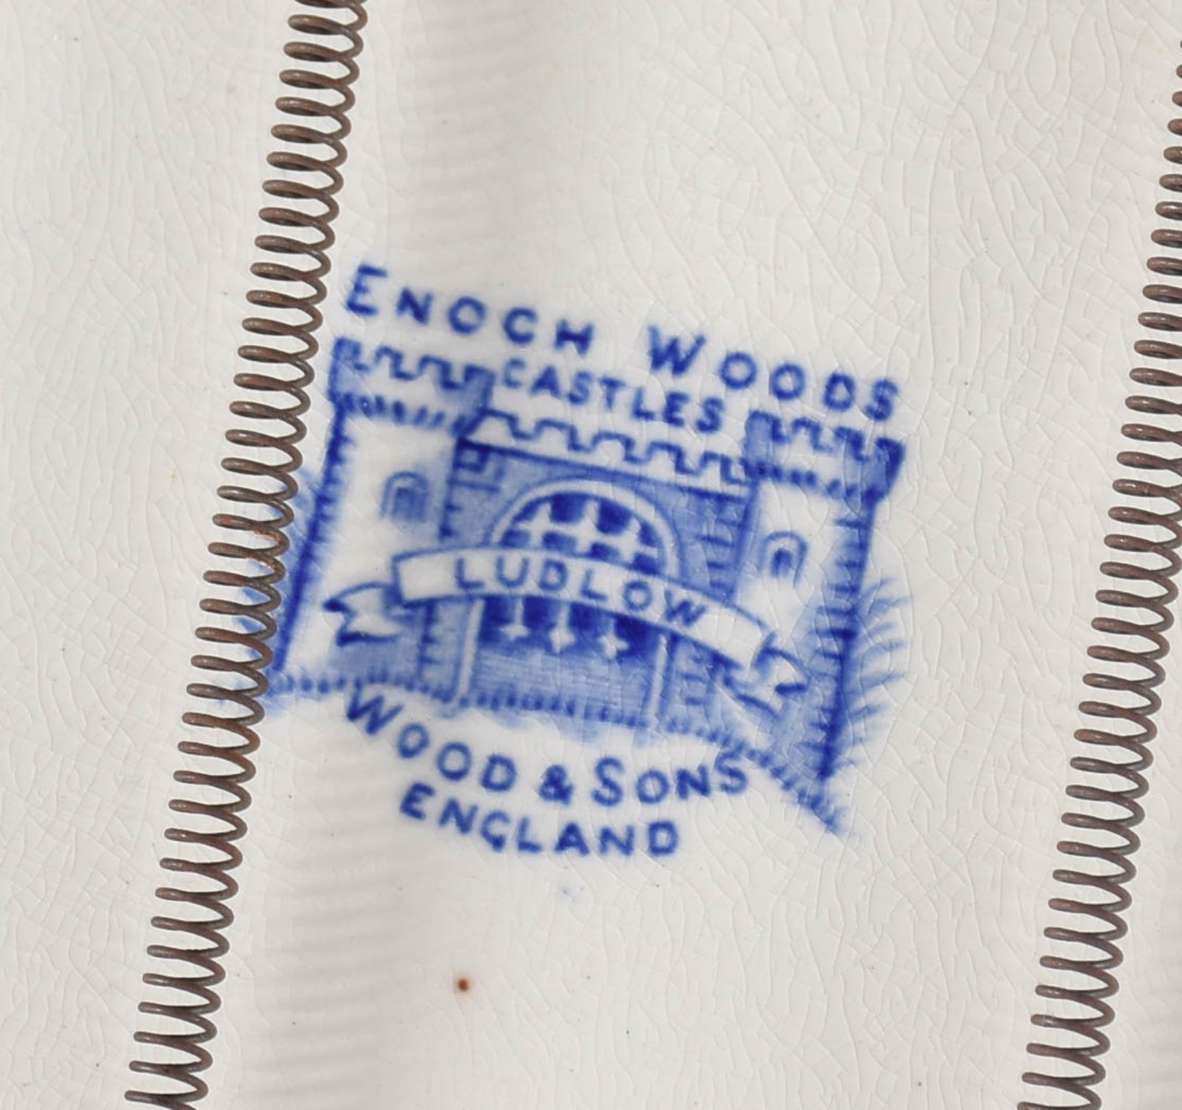 ENOCH WOODS
CASTLES
LUDLOW
WOOD & SONS
ENGLAND